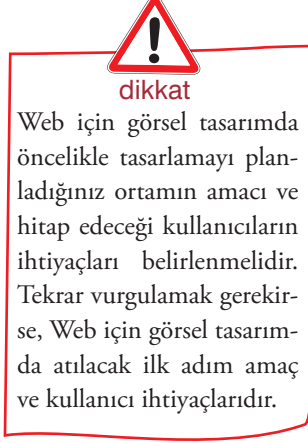 dikkat
Web için görsel tasarımda
öncelikle tasarlamayı plan-
ladığınız ortamın amacı ve
hitap edeceği kullanıcıların
ihtiyaçları belirlenmelidir.
Tekrar vurgulamak gerekir-
se, Web için görsel tasarım-
da atılacak ilk adım amaç
ve kullanıcı ihtiyaçlarıdır.